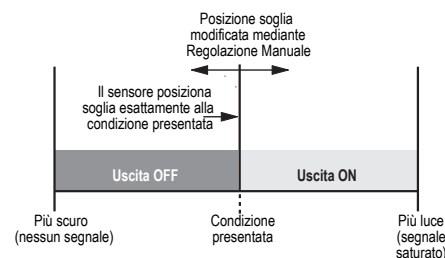 Posizione soglia
modificata mediante
Regolazione Manuale
Il sensore posiziona
soglia esattamente alla
condizione presentata
Uscita OFF
Uscita ON
Più scuro
(nessun segnale)
Condizione
presentata
Più luce
(segnale
saturato)